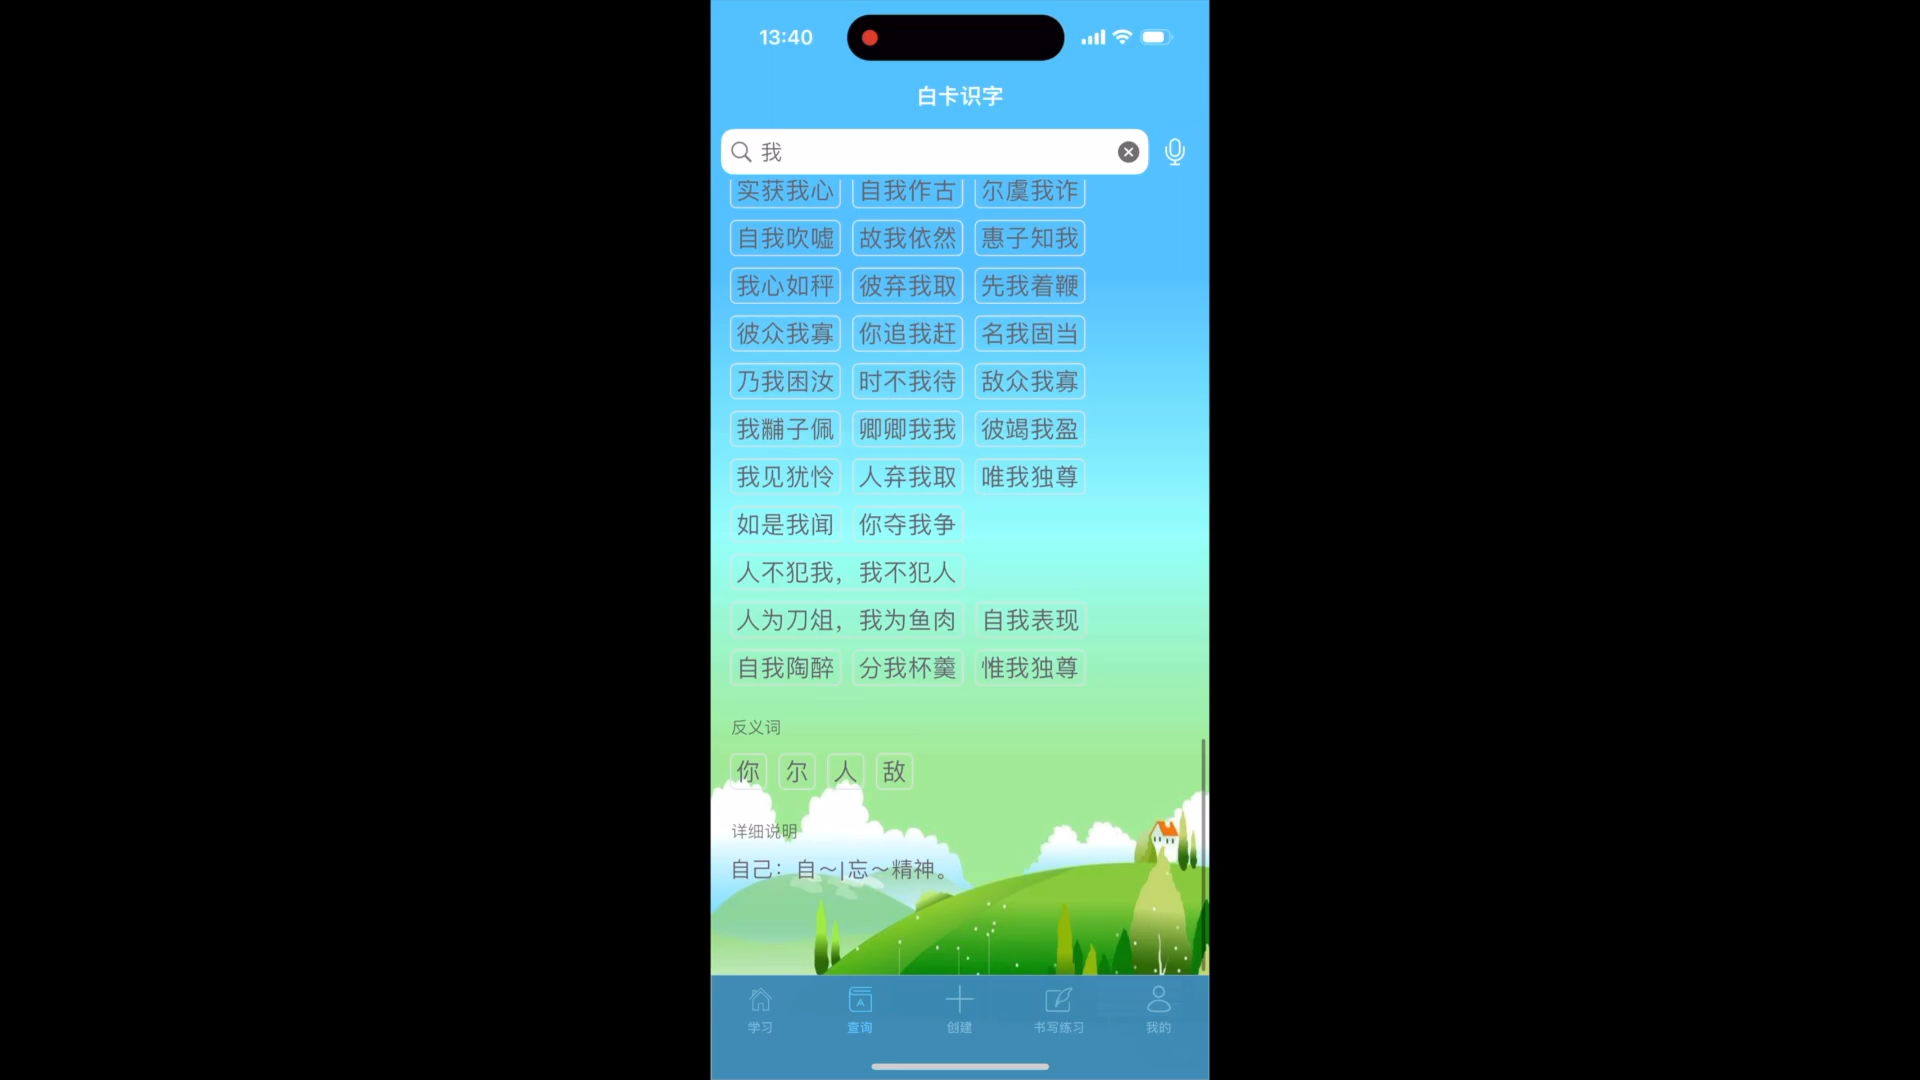 13:40
白卡识字
我
实获我心 自我作古 尔虞我诈
自我吹嘘 故我依然 惠子知我
我心如秤 彼弃我取 先我着鞭
彼众我寡 你追我赶 名我固当
乃我困汝 时不我待 敌众我寡
我黼子佩 卿卿我我 彼竭我盈
我见犹怜 人弃我取 唯我独尊
如是我闻 你夺我争
人不犯我，我不犯人
人为刀俎，我为鱼肉 自我表现
自我陶醉 分我杯羹 惟我独尊
反义词
你 尔 人 敌
详细说明
自己：自～|忘～精神。
学习 查询 创建 书写练习 我的